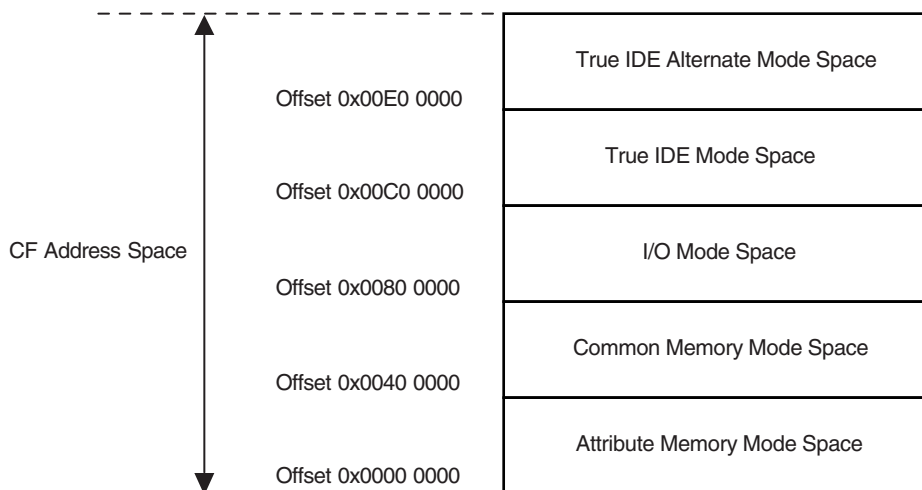 True IDE Alternate Mode Space
Offset 0x00E0 0000
True IDE Mode Space
Offset 0x00C0 0000
CF Address Space
I/O Mode Space
Offset 0x0080 0000
Common Memory Mode Space
Offset 0x0040 0000
Attribute Memory Mode Space
Offset 0x0000 0000